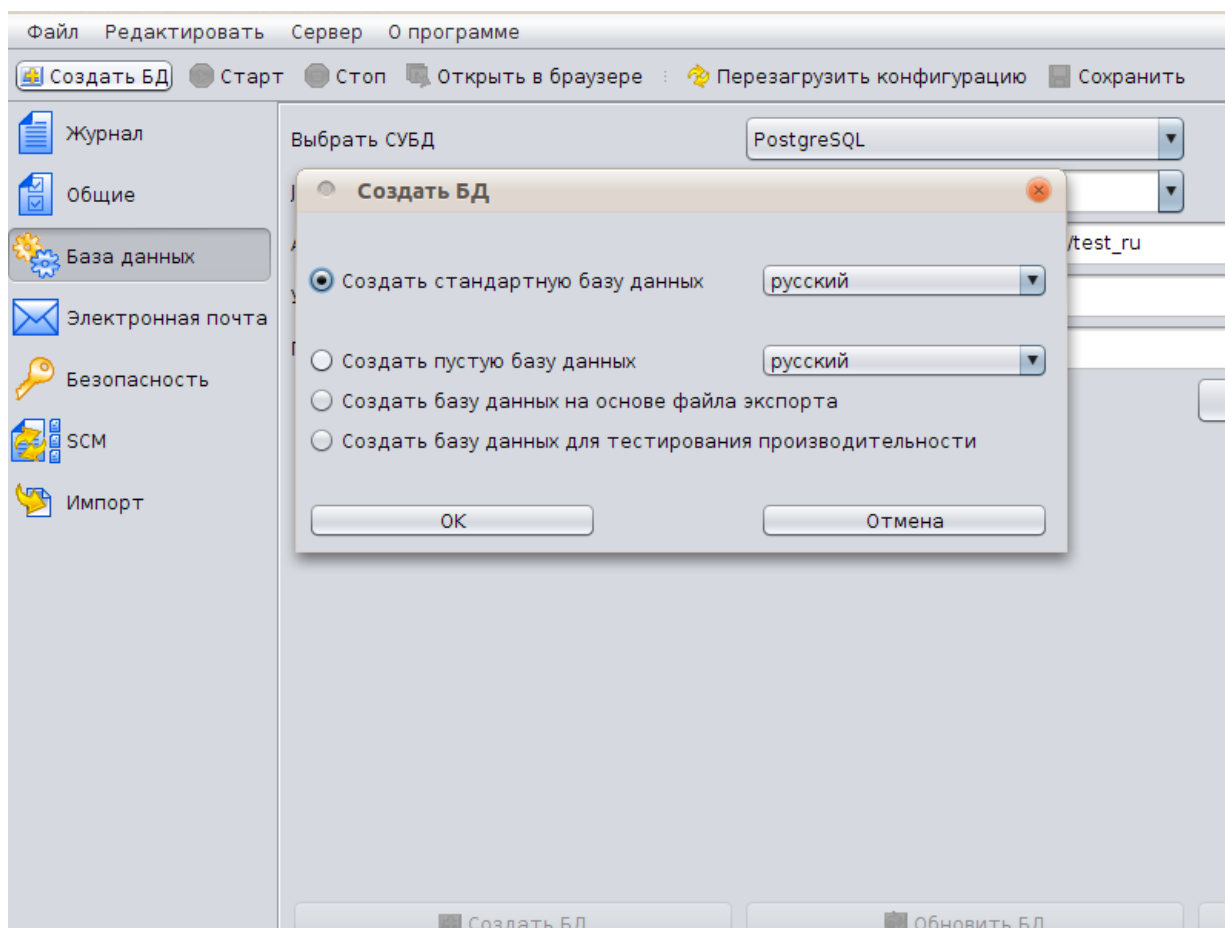 Файл Редактировать Сервер О программе
Создать БД Старт Стоп Открыть в браузере Перезагрузить конфигурацию Сохранить
Журнал
Общие
База данных
Электронная почта
Безопасность
SCM
Импорт
Выбрать СУБД PostgreSQL
/test_ru
Создать БД
Создать стандартную базу данных русский
Создать пустую базу данных русский
Создать базу данных на основе файла экспорта
Создать базу данных для тестирования производительности
OK Отмена
Создать БД Обновить БД